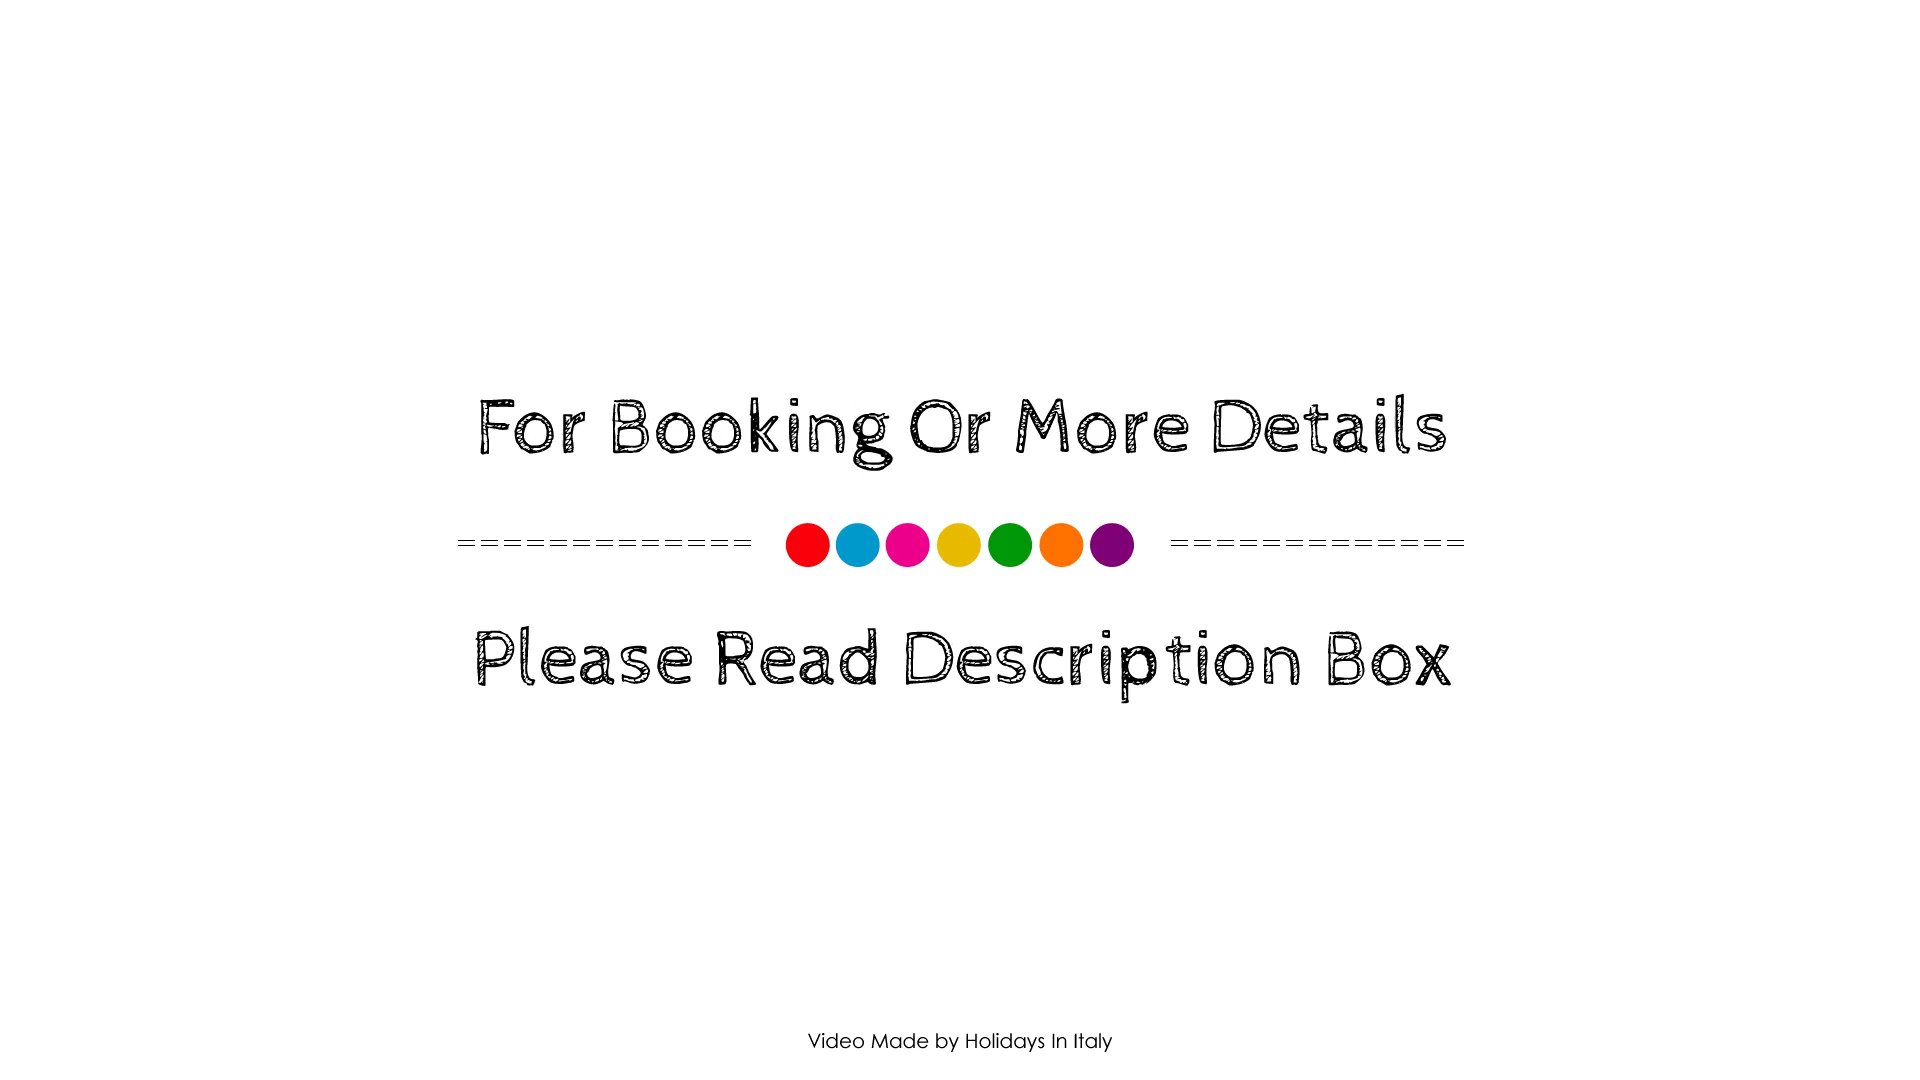 For Booking Or More Details
============= =============
Please Read Description Box
Video Made by Holidays In Italy